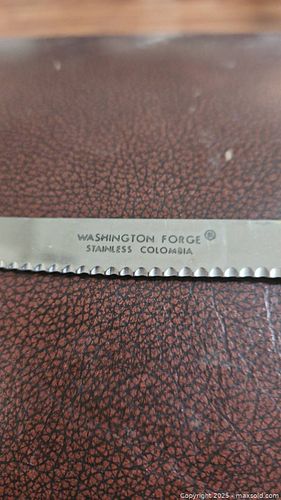 WASHINGTON FORGE®
STAINLESS COLOMBIA
Copyright 2025 - maxsold.com